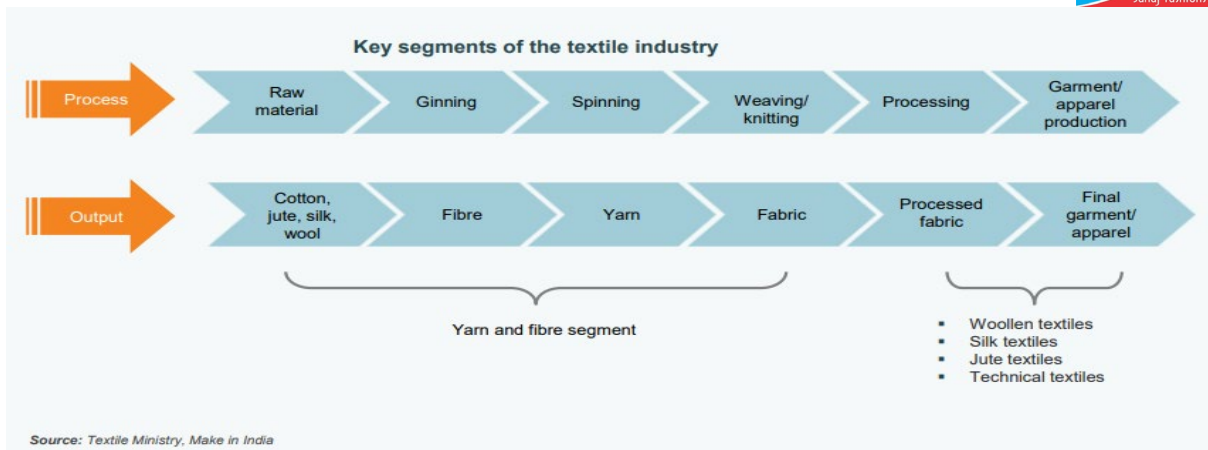 Key segments of the textile industry
Process
Raw
material
Ginning
Spinning
Weaving/
knitting
Processing
Garment/
apparel
production
Output
Cotton,
jute, silk,
wool
Fibre
Yarn
Fabric
Processed
fabric
Final
garment/
apparel
Yarn and fibre segment
▪ Woollen textiles
▪ Silk textiles
▪ Jute textiles
▪ Technical textiles
Source: Textile Ministry, Make in India